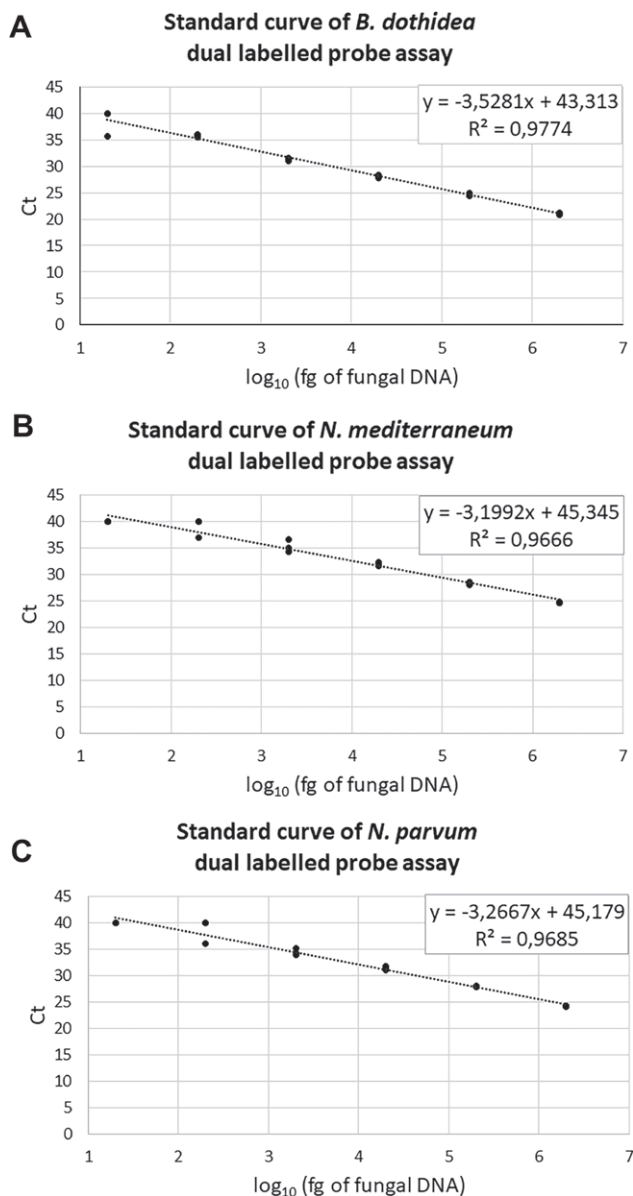 A
Standard curve of B. dothidea
dual labelled probe assay
y = -3,5281x + 43,313
R² = 0,9774
45
40
35
30
25
20
15
10
5
0
Ct
1 2 3 4 5 6 7
log₁₀ (fg of fungal DNA)
B
Standard curve of N. mediterraneum
dual labelled probe assay
y = -3,1992x + 45,345
R² = 0,9666
45
40
35
30
25
20
15
10
5
0
Ct
1 2 3 4 5 6 7
log₁₀ (fg of fungal DNA)
C
Standard curve of N. parvum
dual labelled probe assay
y = -3,2667x + 45,179
R² = 0,9685
45
40
35
30
25
20
15
10
5
0
Ct
1 2 3 4 5 6 7
log₁₀ (fg of fungal DNA)